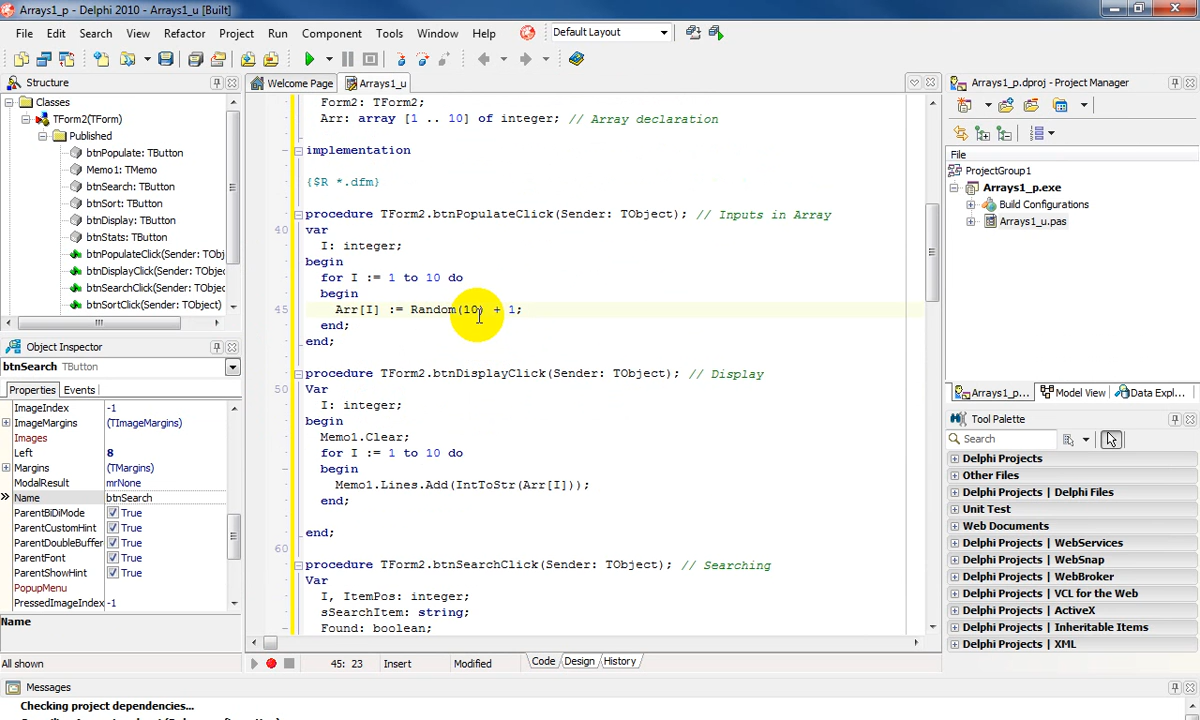 Arrays1_p - Delphi 2010 - Arrays1_u [Built]
File Edit Search View Refactor Project Run Component Tools Window Help Default Layout
Structure
Classes
TForm2(TForm)
Published
btnPopulate: TButton
Memo1: TMemo
btnSearch: TButton
btnSort: TButton
btnDisplay: TButton
btnStats: TButton
btnPopulateClick(Sender: TObj
btnDisplayClick(Sender: TObjec
btnSearchClick(Sender: TObjec
btnSortClick(Sender: TObject)
Object Inspector
btnSearch TButton
Properties Events
ImageIndex -1
ImageMargins (TImageMargins)
Images
Left 8
Margins (TMargins)
ModalResult mrNone
Name btnSearch
ParentBiDiMode True
ParentCustomHint True
ParentDoubleBuffer True
ParentFont True
ParentShowHint True
PopupMenu
PressedImageIndex -1
Name
All shown
Welcome Page Arrays1_u
Form2: TForm2;
Arr: array [1 .. 10] of integer; // Array declaration
implementation
{$R *.dfm}
procedure TForm2.btnPopulateClick(Sender: TObject); // Inputs in Array
40 var
I: integer;
begin
for I := 1 to 10 do
begin
45 Arr[I] := Random(10) + 1;
end;
end;
procedure TForm2.btnDisplayClick(Sender: TObject); // Display
50 Var
I: integer;
begin
Memo1.Clear;
for I := 1 to 10 do
begin
Memo1.Lines.Add(IntToStr(Arr[I]));
end;
end;
60
procedure TForm2.btnSearchClick(Sender: TObject); // Searching
Var
I, ItemPos: integer;
sSearchItem: string;
Found: boolean;
45: 23 Insert Modified Code Design History
Arrays1_p.dproj - Project Manager
File
ProjectGroup1
Arrays1_p.exe
Build Configurations
Arrays1_u.pas
Arrays1_p... Model View Data Expl...
Tool Palette
Search
Delphi Projects
Other Files
Delphi Projects | Delphi Files
Unit Test
Web Documents
Delphi Projects | WebServices
Delphi Projects | WebSnap
Delphi Projects | WebBroker
VCL for the Web
Delphi Projects | ActiveX
Delphi Projects | Inheritable Items
Delphi Projects | XML
Messages
Checking project dependencies...